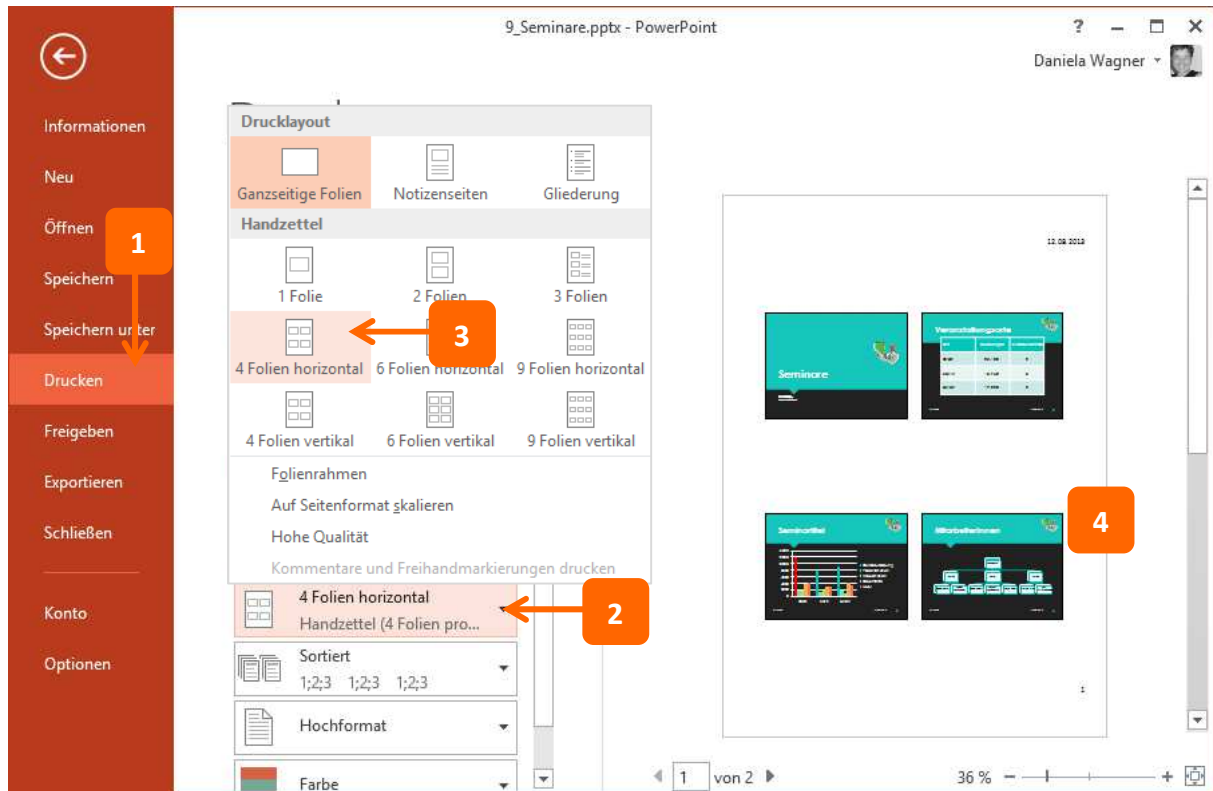 9_Seminare.pptx - PowerPoint
?
Daniela Wagner
Informationen
Neu
Öffnen
1
Speichern
Speichern unter
Drucken
Freigeben
Exportieren
Schließen
Konto
Optionen
Drucklayout
Ganzseitige Folien
Notizenseiten
Gliederung
Handzettel
1 Folie
2 Folien
3 Folien
3
4 Folien horizontal
6 Folien horizontal
9 Folien horizontal
4 Folien vertikal
6 Folien vertikal
9 Folien vertikal
Folienrahmen
Auf Seitenformat skalieren
Hohe Qualität
Kommentare und Freihandmarkierungen drucken
4 Folien horizontal
Handzettel (4 Folien pro...
2
Sortiert
1;2;3 1;2;3 1;2;3
Hochformat
Farbe
Seminare
Veranstaltungsorte
Seminartitel
MitarbeiterInnen
4
1
1 von 2
36 %